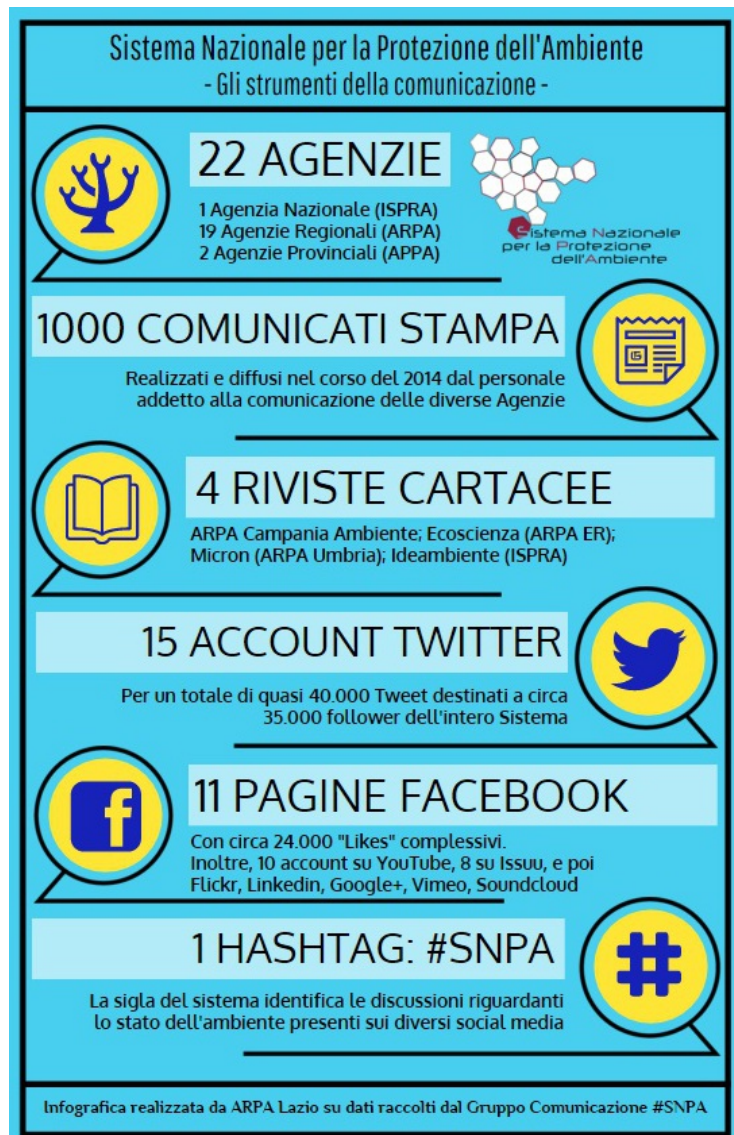 Sistema Nazionale per la Protezione dell'Ambiente
- Gli strumenti della comunicazione -
22 AGENZIE
1 Agenzia Nazionale (ISPRA)
19 Agenzie Regionali (ARPA)
2 Agenzie Provinciali (APPA)
Sistema Nazionale
per la Protezione
dell'Ambiente
1000 COMUNICATI STAMPA
Realizzati e diffusi nel corso del 2014 dal personale
addetto alla comunicazione delle diverse Agenzie
4 RIVISTE CARTACEE
ARPA Campania Ambiente; Ecoscienza (ARPA ER);
Micron (ARPA Umbria); Ideambiente (ISPRA)
15 ACCOUNT TWITTER
Per un totale di quasi 40.000 Tweet destinati a circa
35.000 follower dell'intero Sistema
11 PAGINE FACEBOOK
Con circa 24.000 "Likes" complessivi.
Inoltre, 10 account su YouTube, 8 su Issuu, e poi
Flickr, Linkedin, Google+, Vimeo, Soundcloud
1 HASHTAG: #SNPA
La sigla del sistema identifica le discussioni riguardanti
lo stato dell'ambiente presenti sui diversi social media
Infografica realizzata da ARPA Lazio su dati raccolti dal Gruppo Comunicazione #SNPA